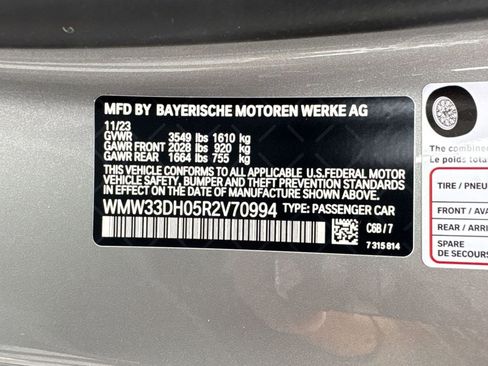 MFD BY BAYERISCHE MOTOREN WERKE AG
11/23
GVWR 3549 lbs 1610 kg
GAWR FRONT 2028 lbs 920 kg
GAWR REAR 1664 lbs 755 kg
THIS VEHICLE CONFORMS TO ALL APPLICABLE U.S.FEDERAL MOTOR
VEHICLE SAFETY, BUMPER, AND THEFT PREVENTION
STANDARDS IN EFFECT ON THE DATE OF
MANUFACTURE SHOWN ABOVE.
WMW33DH05R2V70994 TYPE: PASSENGER CAR
C6B / 7
7 315 814
The combined
Le poids total
TIRE / PNEU
FRONT / AVA
REAR / ARRI
SPARE
DE SECOURS